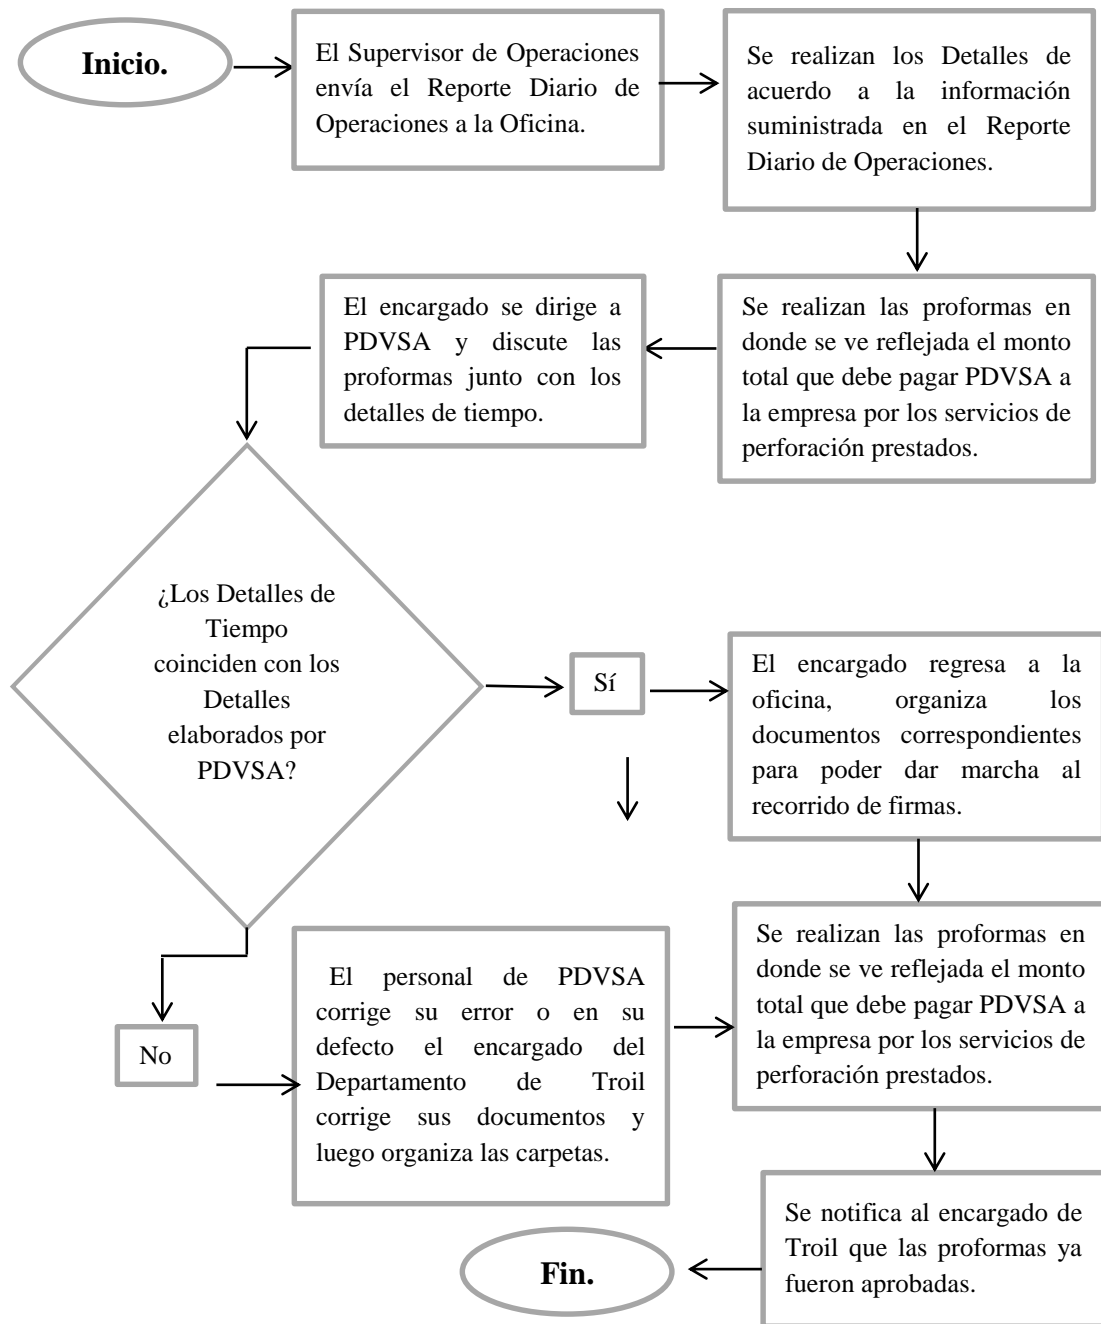 Inicio.
El Supervisor de Operaciones
envía el Reporte Diario de
Operaciones a la Oficina.
Se realizan los Detalles de
acuerdo a la información
suministrada en el Reporte
Diario de Operaciones.
Se realizan las proformas en
donde se ve reflejada el monto
total que debe pagar PDVSA a
la empresa por los servicios de
perforación prestados.
El encargado se dirige a
PDVSA y discute las
proformas junto con los
detalles de tiempo.
¿Los Detalles de
Tiempo
coinciden con los
Detalles
elaborados por
PDVSA?
Sí
El encargado regresa a la
oficina, organiza los
documentos correspondientes
para poder dar marcha al
recorrido de firmas.
No
El personal de PDVSA
corrige su error o en su
defecto el encargado del
Departamento de Troil
corrige sus documentos y
luego organiza las carpetas.
Se realizan las proformas en
donde se ve reflejada el monto
total que debe pagar PDVSA a
la empresa por los servicios de
perforación prestados.
Se notifica al encargado de
Troil que las proformas ya
fueron aprobadas.
Fin.